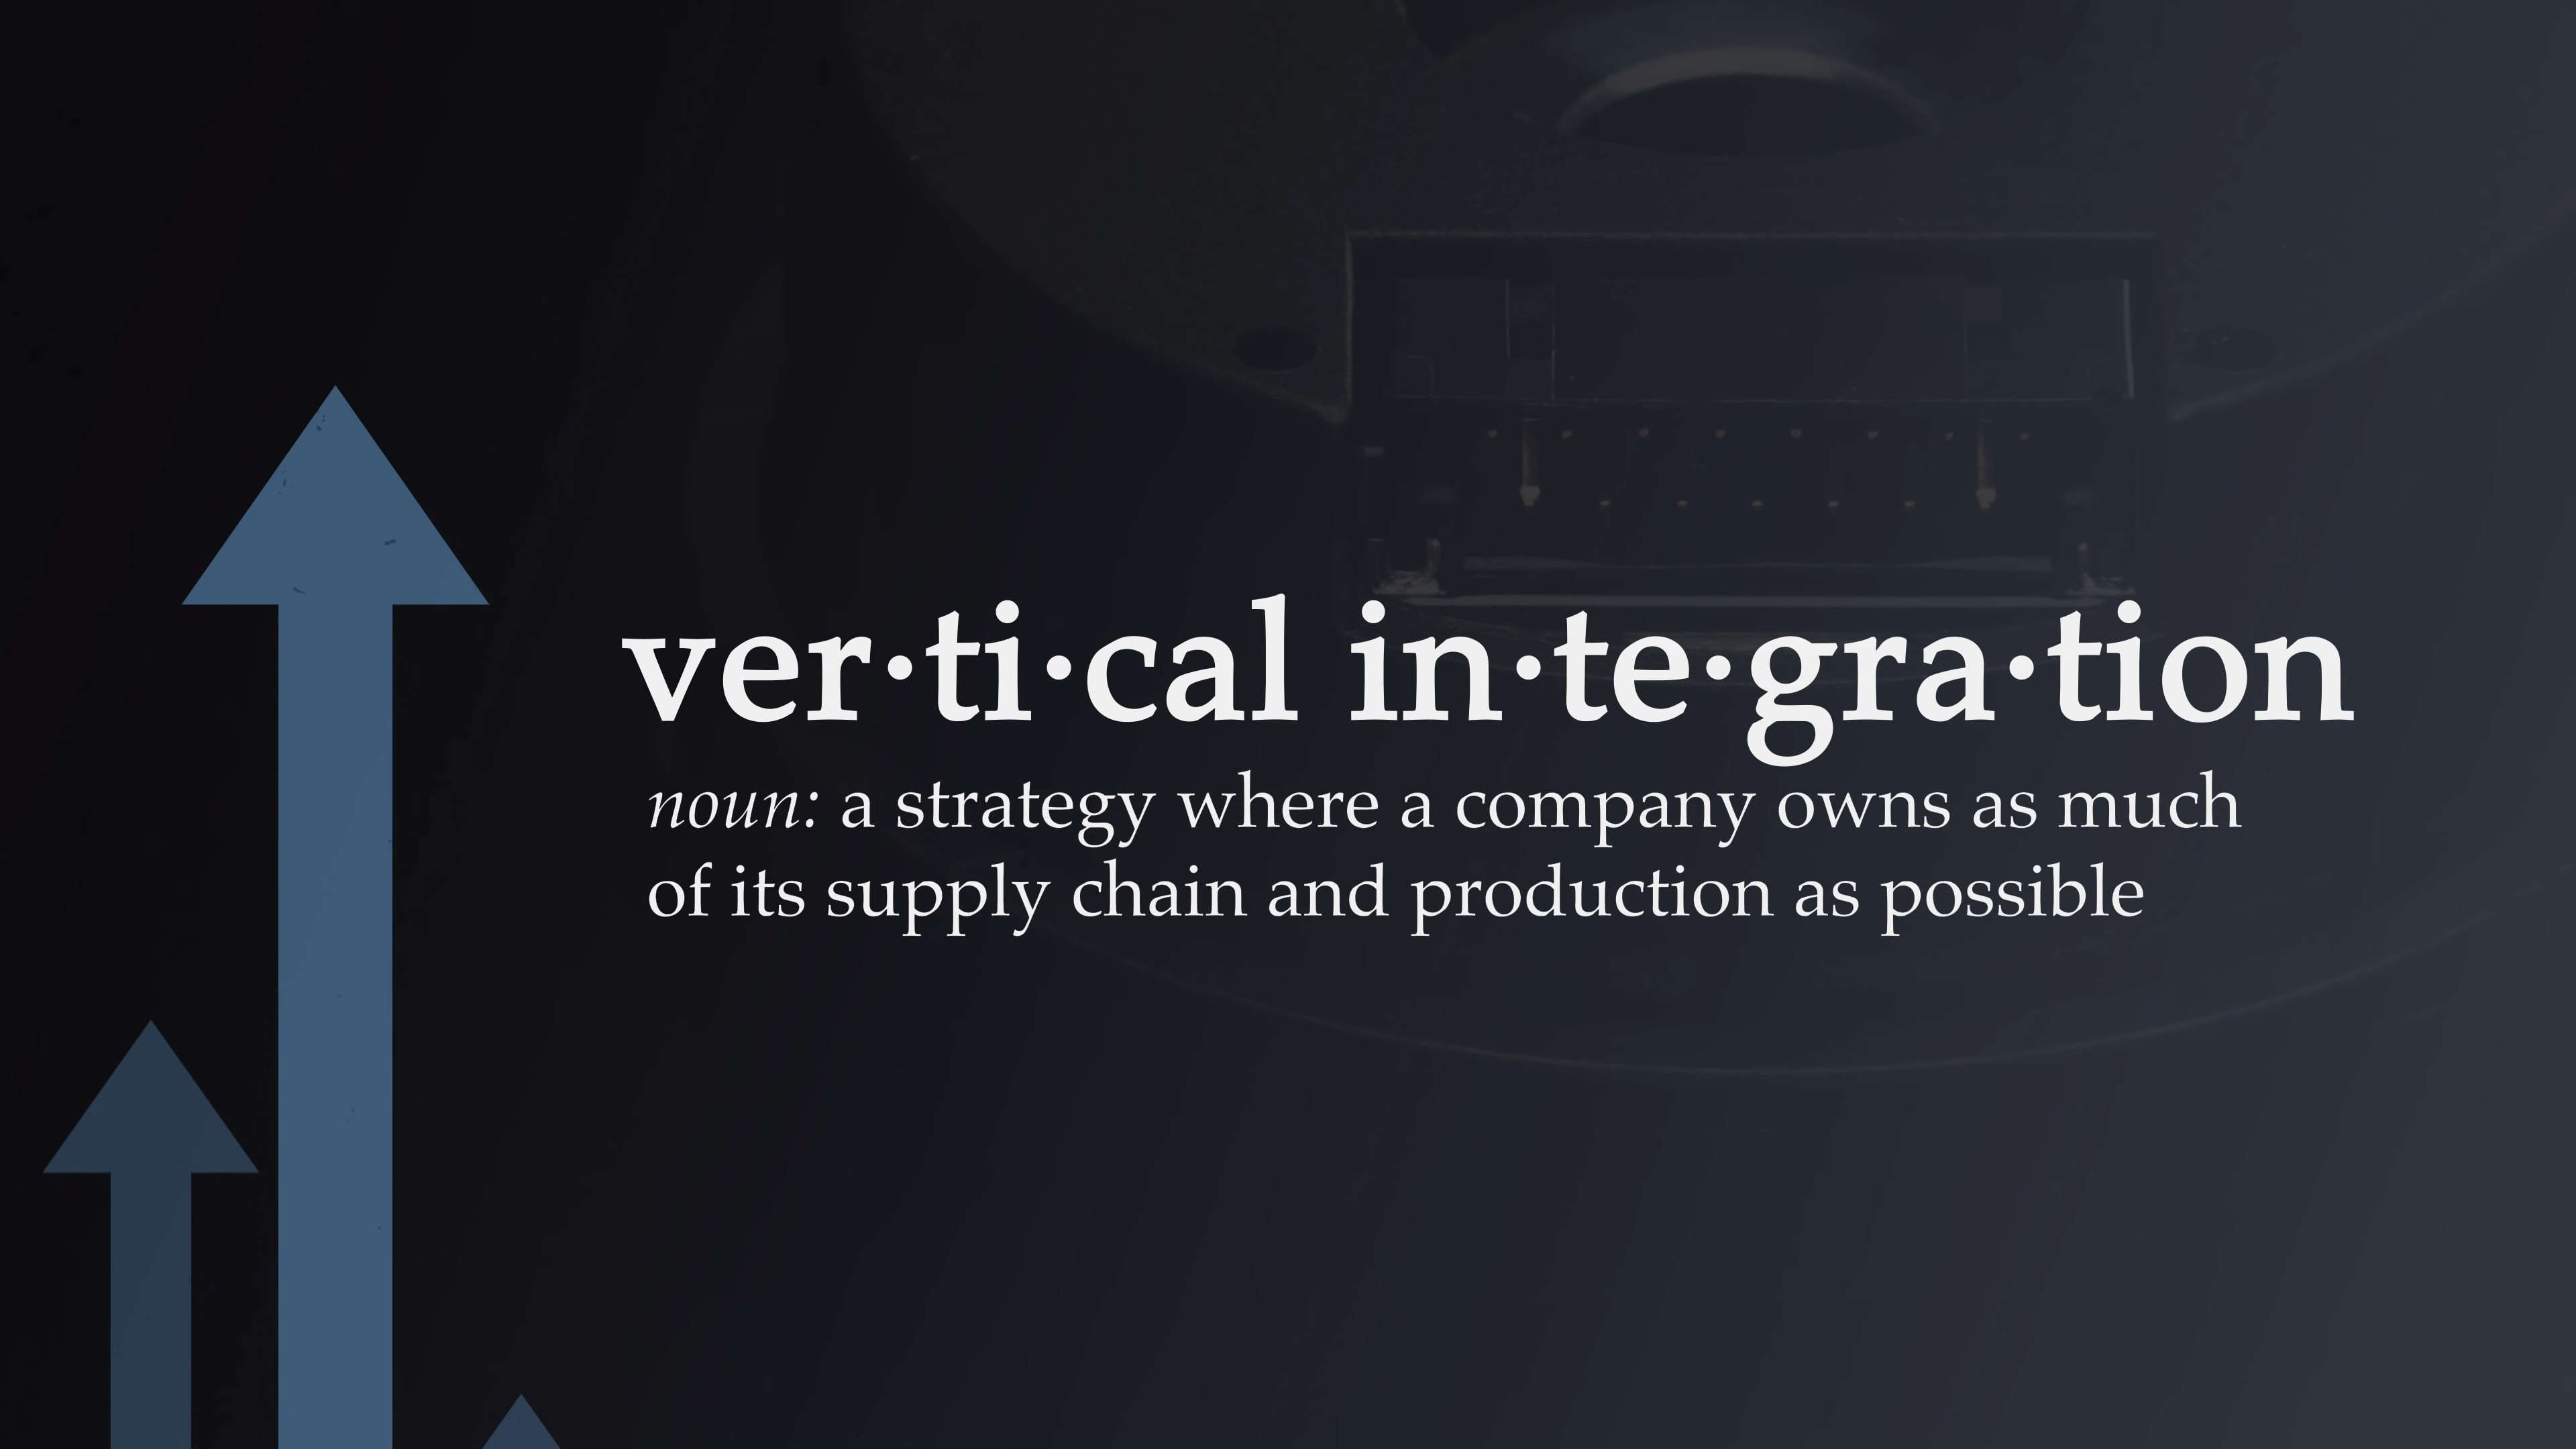 ver·ti·cal in·te·gra·tion
noun: a strategy where a company owns as much
of its supply chain and production as possible